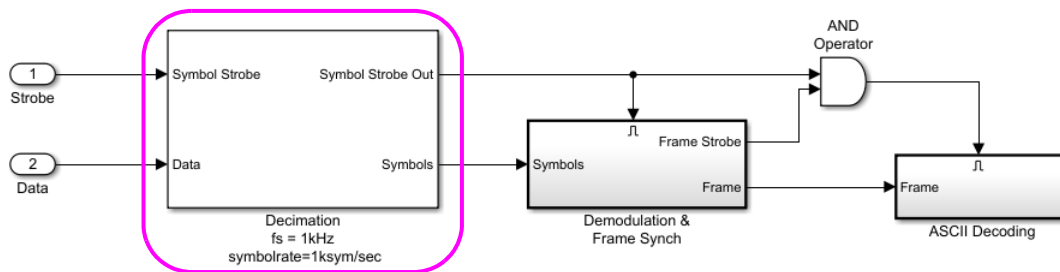 AND
Operator
1
Symbol Strobe
Symbol Strobe Out
Strobe
Frame Strobe
2
Data
Symbols
Symbols
Data
Frame
Frame
Decimation
fs = 1kHz
symbolrate=1ksym/sec
Demodulation &
Frame Synch
ASCII Decoding